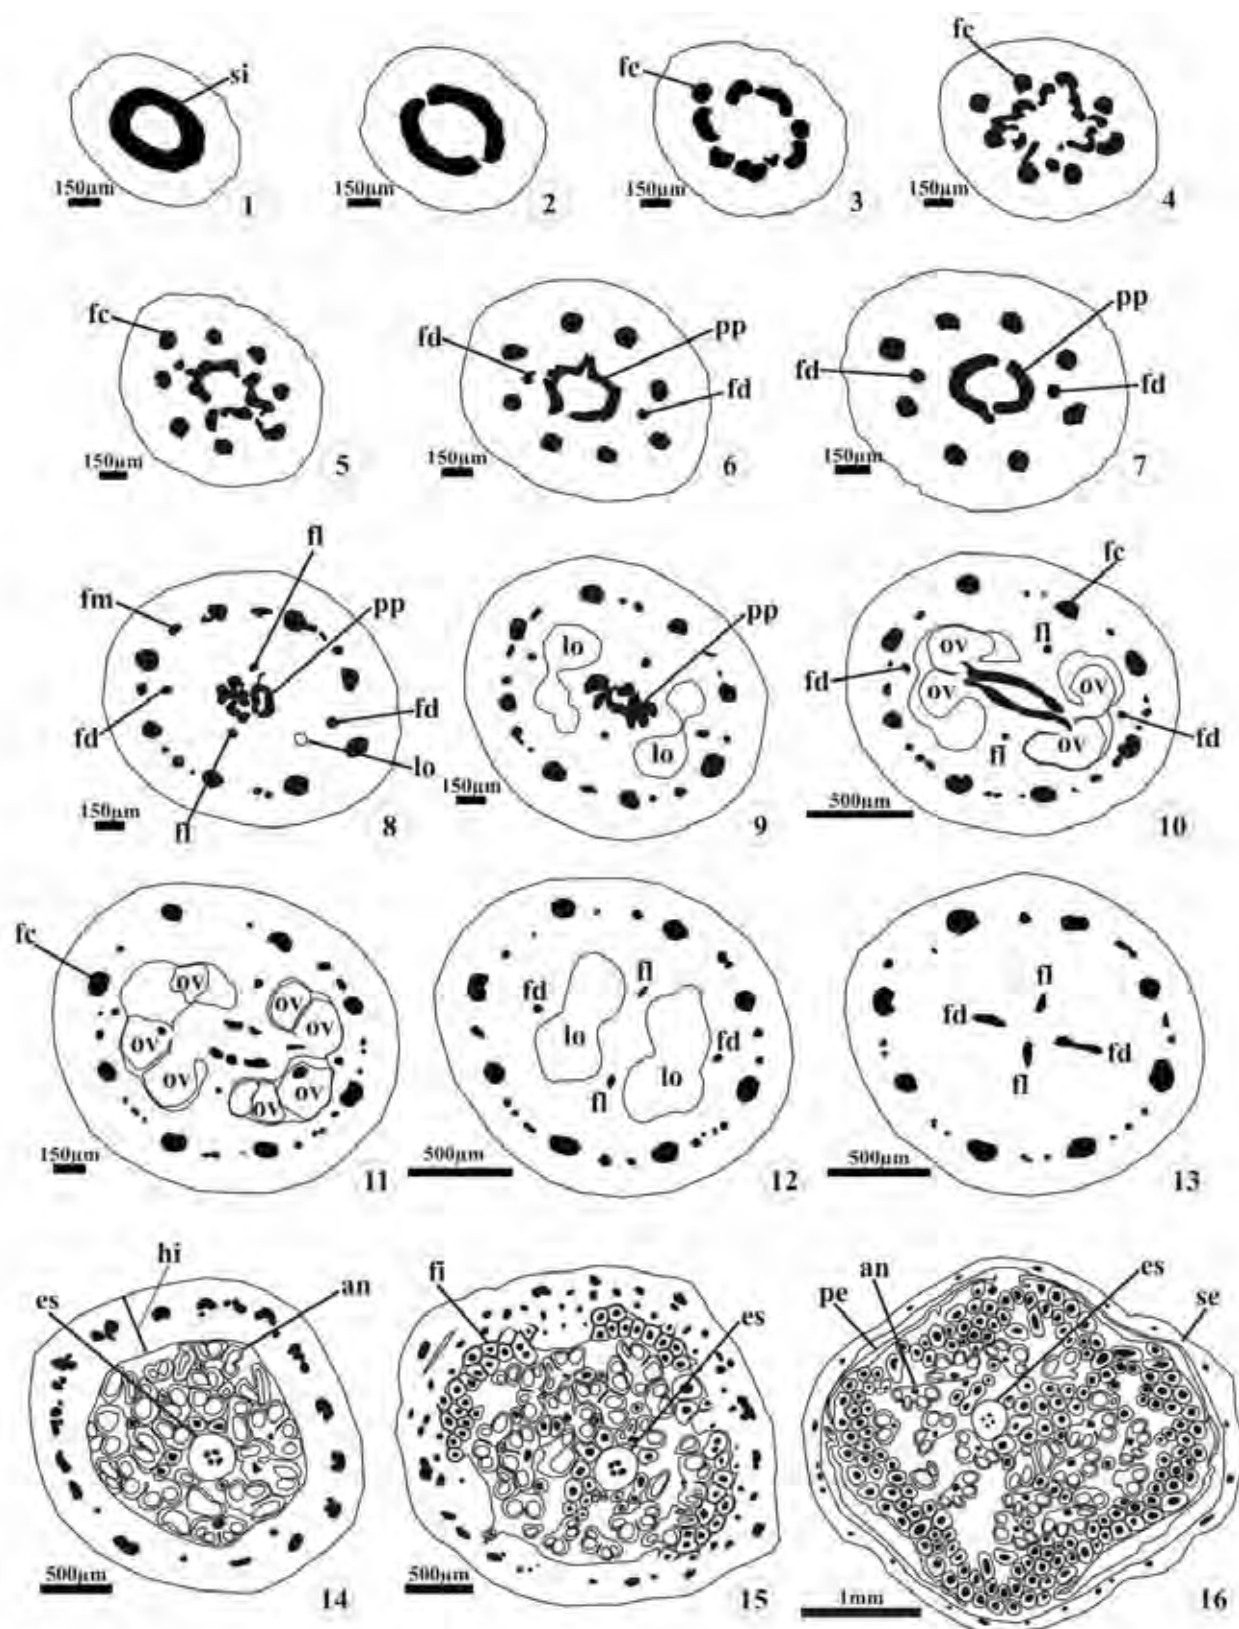 si
150µm
1
150µm
2
fc
150µm
3
fc
150µm
4
fc
150µm
5
fd
pp
fd
150µm
6
pp
fd
fd
150µm
7
fl
fm
pp
fd
fd
lo
fl
150µm
8
lo
pp
lo
150µm
9
fc
fl
ov
fd
ov
ov
fd
fl
ov
500µm
10
fc
ov
ov
ov
ov
ov
ov
ov
150µm
11
fl
fd
lo
fd
lo
fl
500µm
12
fl
fd
fd
fl
500µm
13
hi
es
an
500µm
14
fi
es
500µm
15
pe
an
es
se
1mm
16